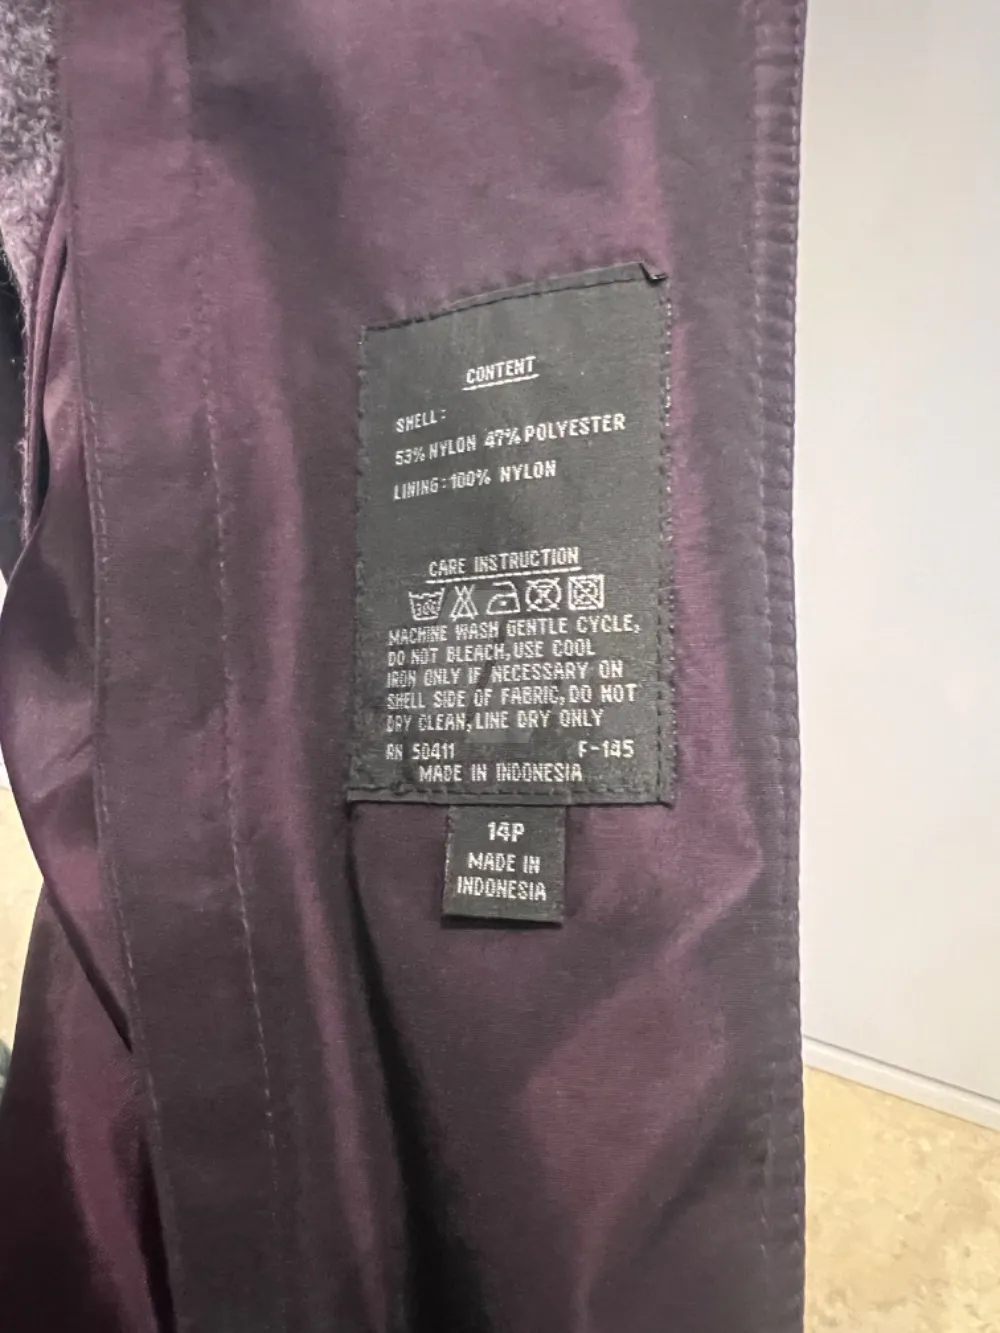 CONTENT
SHELL:
53% NYLON 47% POLYESTER
LINING: 100% NYLON
CARE INSTRUCTION
MACHINE WASH GENTLE CYCLE,
DO NOT BLEACH, USE COOL
IRON ONLY IF NECESSARY ON
SHELL SIDE OF FABRIC, DO NOT
DRY CLEAN, LINE DRY ONLY
RN 50411 F-145
MADE IN INDONESIA
14P
MADE IN
INDONESIA